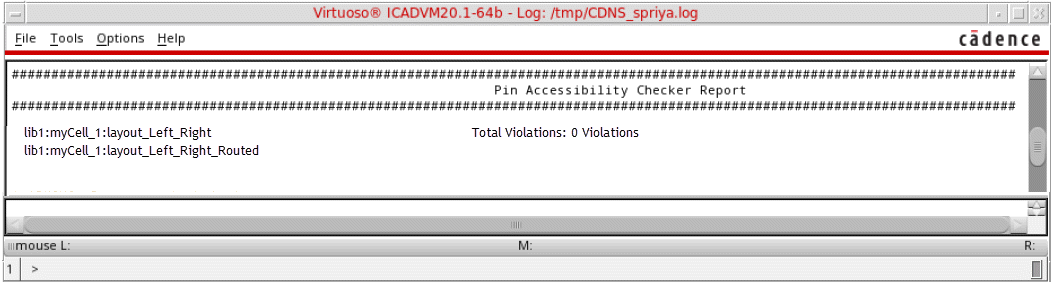 Virtuoso® ICADVM20.1-64b - Log: /tmp/CDNS_spriya.log
File Tools Options Help cādence
################################################################################################################################
Pin Accessibility Checker Report
################################################################################################################################
lib1:myCell_1:layout_Left_Right Total Violations: 0 Violations
lib1:myCell_1:layout_Left_Right_Routed
mouse L: M: R:
1 >